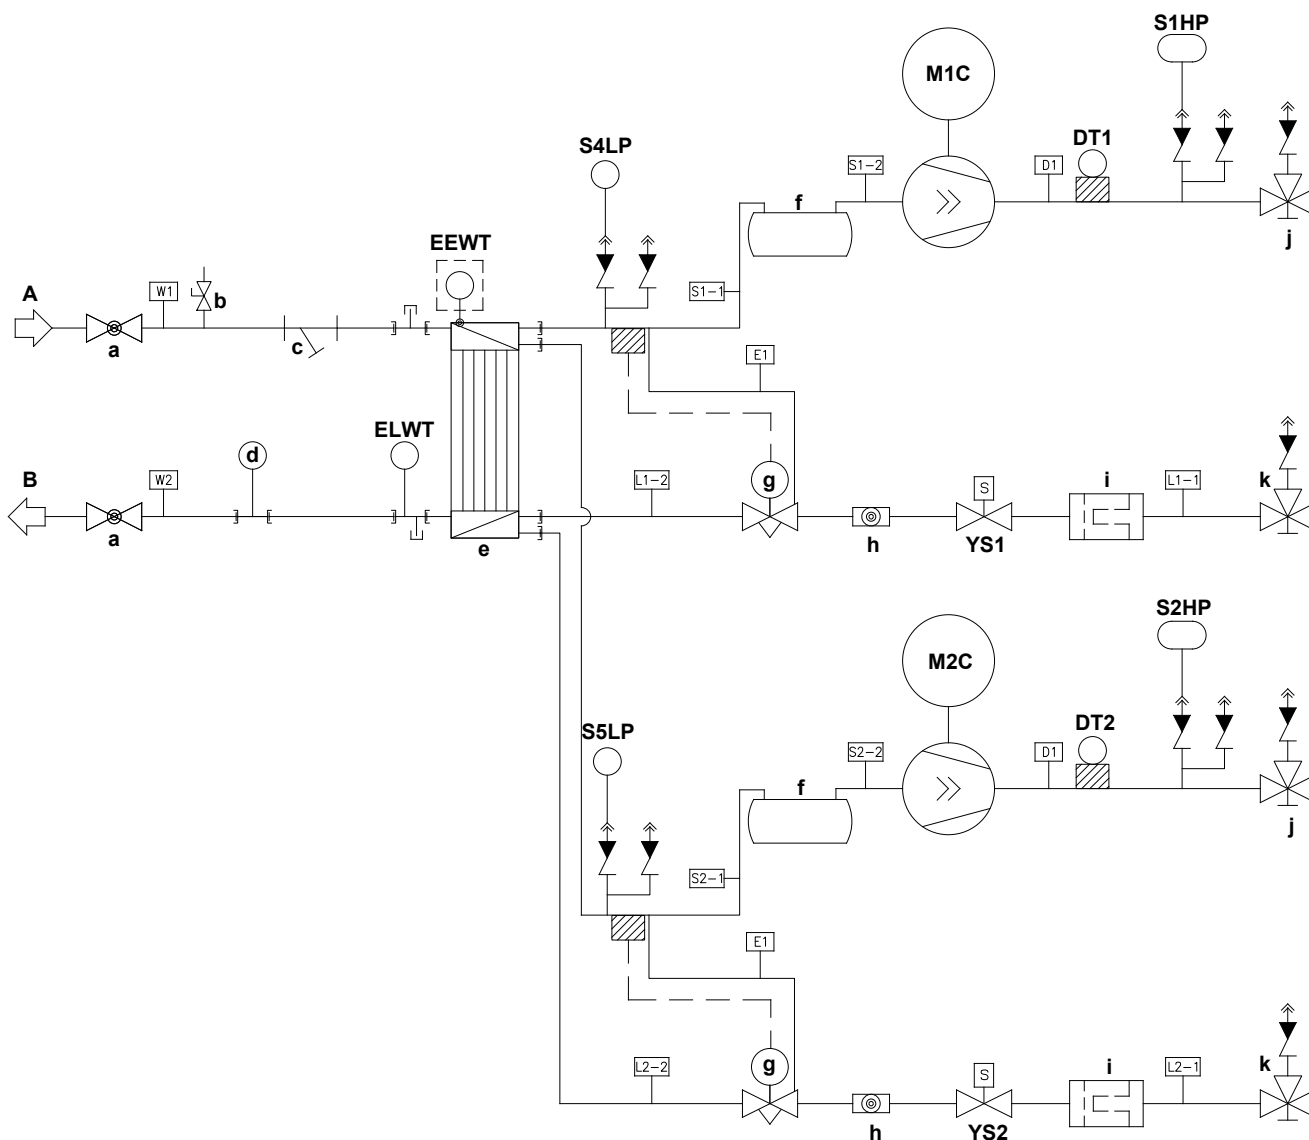 S1HP
M1C
DT1
S4LP
S1-2
D1
f
j
EEWT
A
W1
b
S1-1
a
c
E1
ELWT
B
W2
d
L1-2
g
S
i
L1-1
k
a
e
h
YS1
S2HP
M2C
DT2
S5LP
S2-2
D1
f
j
S2-1
E1
L2-2
g
S
i
L2-1
k
h
YS2